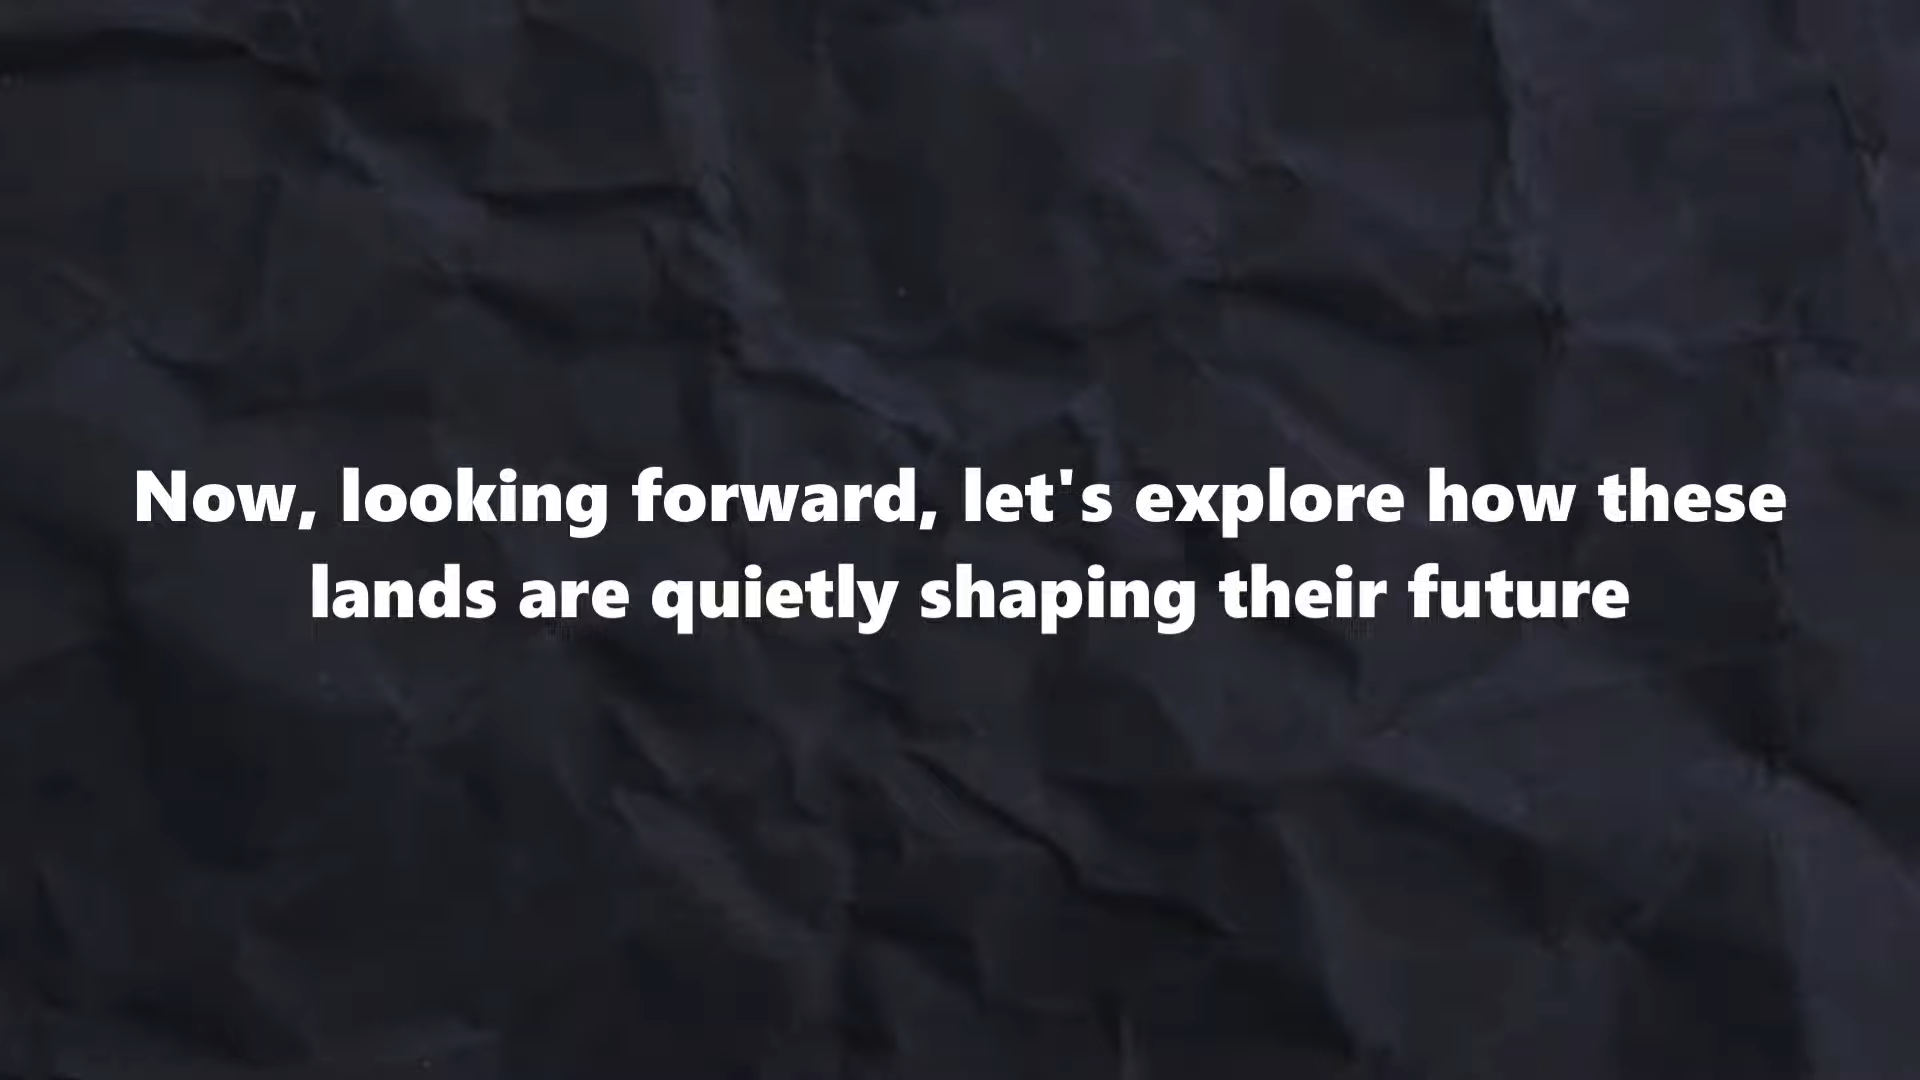 Now, looking forward, let's explore how these
lands are quietly shaping their future